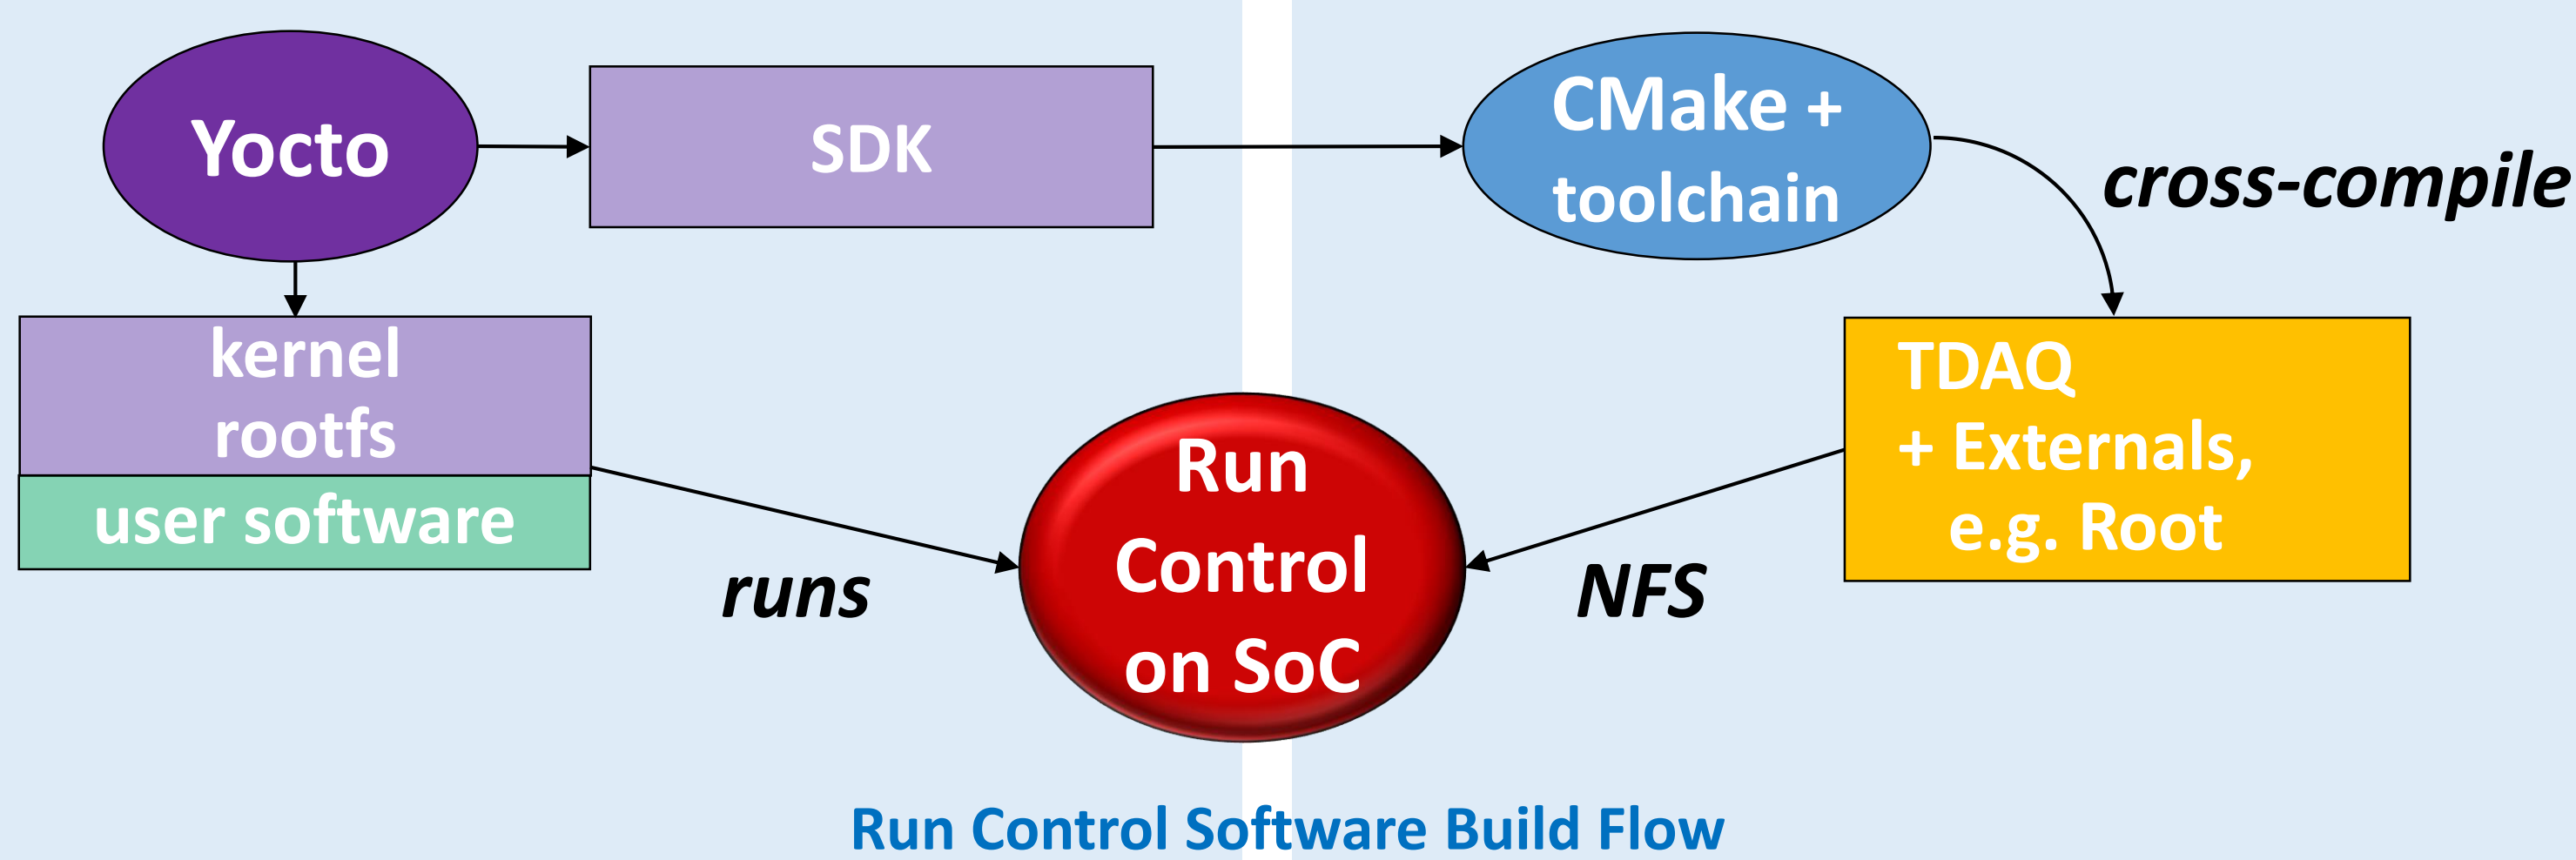 Yocto
SDK
CMake +
toolchain
cross-compile
kernel
rootfs
user software
runs
Run
Control
on SoC
NFS
TDAQ
+ Externals,
e.g. Root
Run Control Software Build Flow